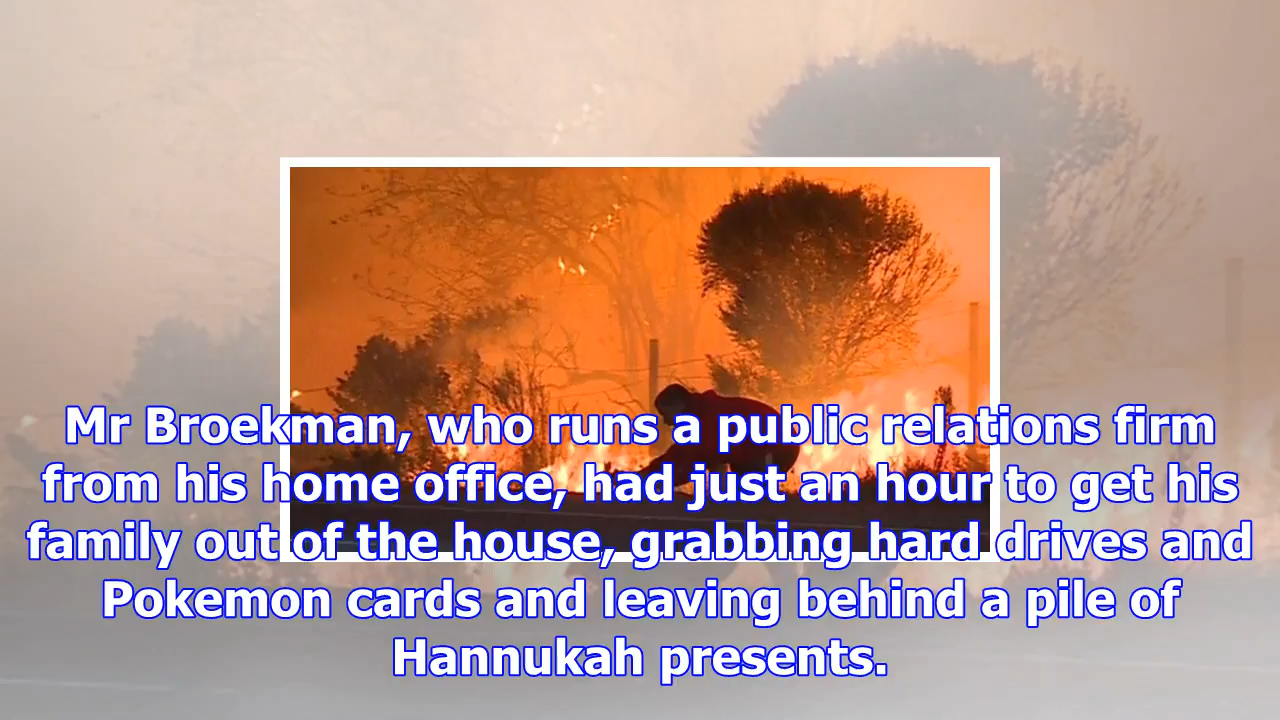 Mr Broekman, who runs a public relations firm
from his home office, had just an hour to get his
family out of the house, grabbing hard drives and
Pokemon cards and leaving behind a pile of
Hannukah presents.